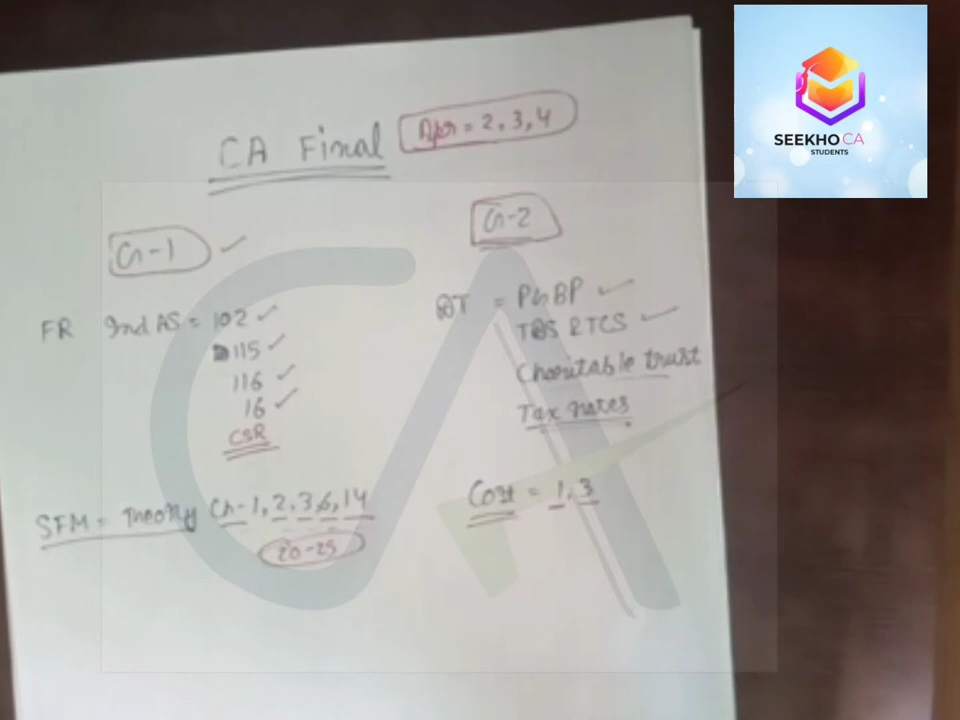 CA Final
Apr = 2, 3, 4
G-1 ✓
FR Ind AS = 102 ✓
115 ✓
116 ✓
16 ✓
CSR
SFM = Theory Ch-1, 2, 3, 6, 14
20-25
G-2
DT = PGBP ✓
TDS & TCS ✓
Charitable trust
Tax rates
Cost = 1, 3
SEEKHO CA
STUDENTS
CA